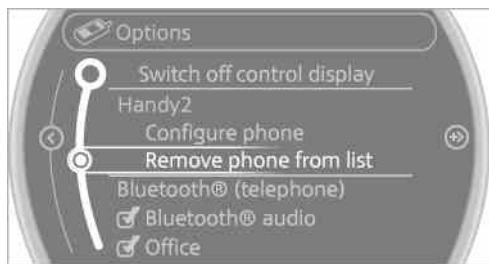 Options
Switch off control display
Handy2
Configure phone
Remove phone from list
Bluetooth® (telephone)
Bluetooth® audio
Office